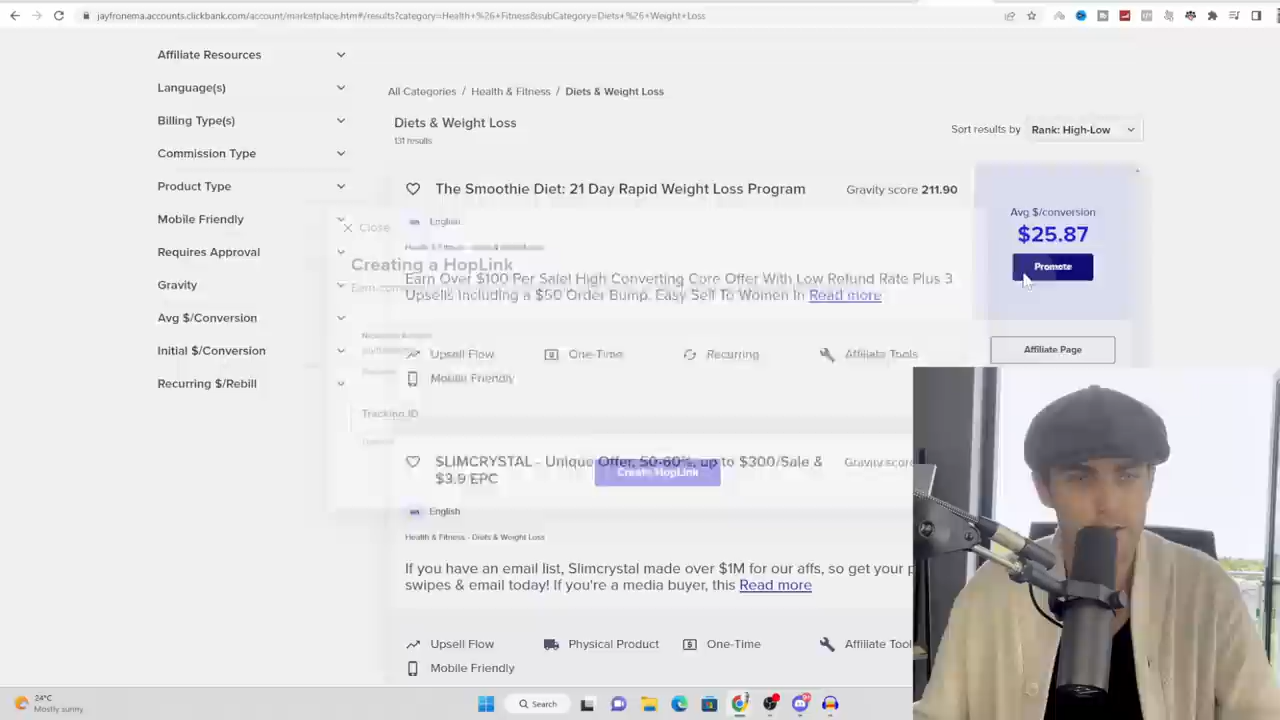 jayfronema.accounts.clickbank.com/account/marketplace.htm#/results?category=Health+%26+Fitness&subCategory=Diets+%26+Weight+Loss
Affiliate Resources
Language(s)
Billing Type(s)
Commission Type
Product Type
Mobile Friendly
Requires Approval
Gravity
Avg $/Conversion
Initial $/Conversion
Recurring $/Rebill
All Categories / Health & Fitness / Diets & Weight Loss
Diets & Weight Loss
131 results
Sort results by Rank: High-Low
The Smoothie Diet: 21 Day Rapid Weight Loss Program
Gravity score 211.90
English
Avg $/conversion
$25.87
Promote
Affiliate Page
Close
Creating a HopLink
Earn Over $100 Per Sale! High Converting Core Offer With Low Refund Rate Plus 3
Upsells Including a $50 Order Bump. Easy Sell To Women In Read more
Upsell Flow One-Time Recurring Affiliate Tools
Mobile Friendly
Tracking ID
Create HopLink
SLIMCRYSTAL - Unique Offer, 50-60%, up to $300/Sale &
$3.9 EPC
Gravity score
English
Health & Fitness - Diets & Weight Loss
If you have an email list, Slimcrystal made over $1M for our affs, so get your p
swipes & email today! If you're a media buyer, this Read more
Upsell Flow Physical Product One-Time Affiliate Tool
Mobile Friendly
24°C
Mostly sunny
Search